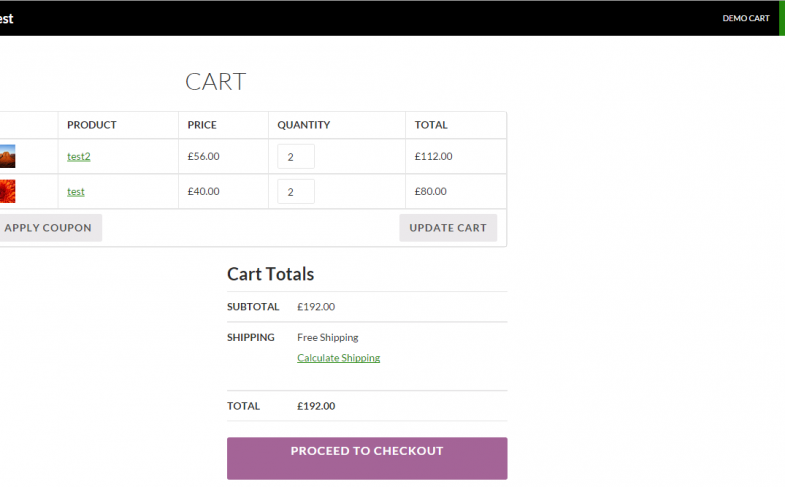 est DEMO CART
CART
PRODUCT PRICE QUANTITY TOTAL
test2 £56.00 2 £112.00
test £40.00 2 £80.00
APPLY COUPON UPDATE CART
Cart Totals
SUBTOTAL £192.00
SHIPPING Free Shipping
Calculate Shipping
TOTAL £192.00
PROCEED TO CHECKOUT